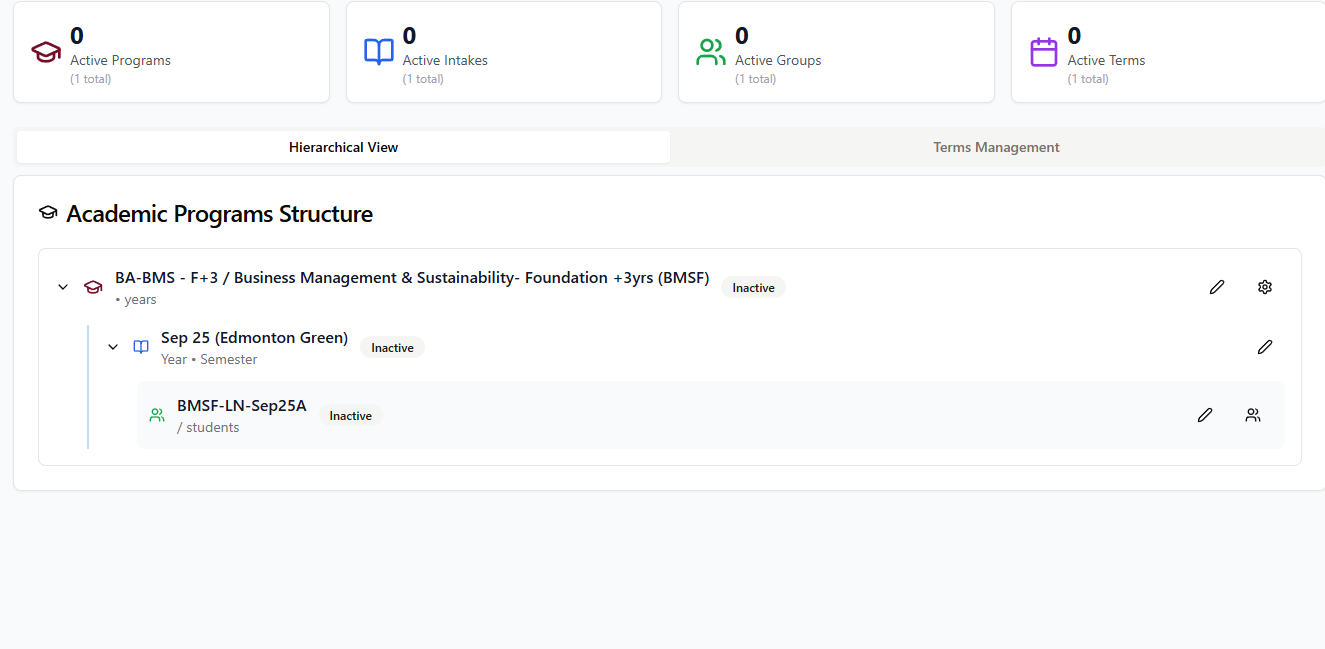 0
Active Programs
(1 total)
0
Active Intakes
(1 total)
0
Active Groups
(1 total)
0
Active Terms
(1 total)
Hierarchical View
Terms Management
Academic Programs Structure
BA-BMS - F+3 / Business Management & Sustainability- Foundation +3yrs (BMSF) Inactive
• years
Sep 25 (Edmonton Green) Inactive
Year • Semester
BMSF-LN-Sep25A Inactive
/ students